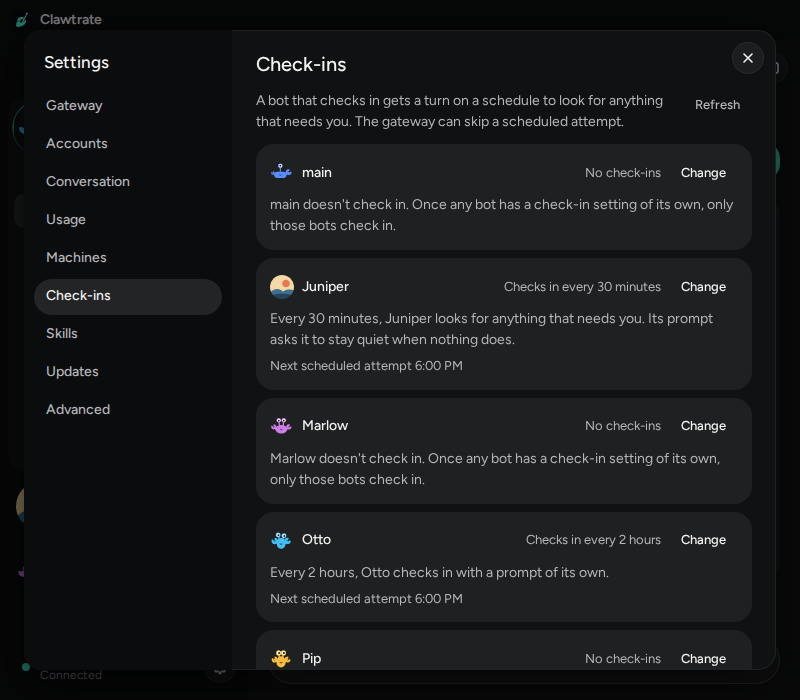 Clawtrate
Settings
Gateway
Accounts
Conversation
Usage
Machines
Check-ins
Skills
Updates
Advanced
Connected
Check-ins
A bot that checks in gets a turn on a schedule to look for anything
that needs you. The gateway can skip a scheduled attempt.
Refresh
main
No check-ins
Change
main doesn't check in. Once any bot has a check-in setting of its own, only
those bots check in.
Juniper
Checks in every 30 minutes
Change
Every 30 minutes, Juniper looks for anything that needs you. Its prompt
asks it to stay quiet when nothing does.
Next scheduled attempt 6:00 PM
Marlow
No check-ins
Change
Marlow doesn't check in. Once any bot has a check-in setting of its own,
only those bots check in.
Otto
Checks in every 2 hours
Change
Every 2 hours, Otto checks in with a prompt of its own.
Next scheduled attempt 6:00 PM
Pip
No check-ins
Change